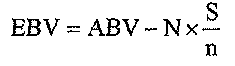 EBV = ABV − N × S/n